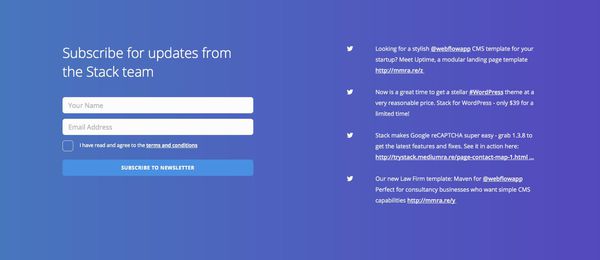 Subscribe for updates from
the Stack team
Your Name
Email Address
I have read and agree to the terms and conditions
SUBSCRIBE TO NEWSLETTER
Looking for a stylish @webflowapp CMS template for your
startup? Meet Uptime, a modular landing page template
http://mmra.re/z
Now is a great time to get a stellar #WordPress theme at a
very reasonable price. Stack for WordPress - only $39 for a
limited time!
Stack makes Google reCAPTCHA super easy - grab 1.3.8 to
get the latest features and fixes. See it in action here:
http://trystack.mediumra.re/page-contact-map-1.html ...
Our new Law Firm template: Maven for @webflowapp
Perfect for consultancy businesses who want simple CMS
capabilities http://mmra.re/y